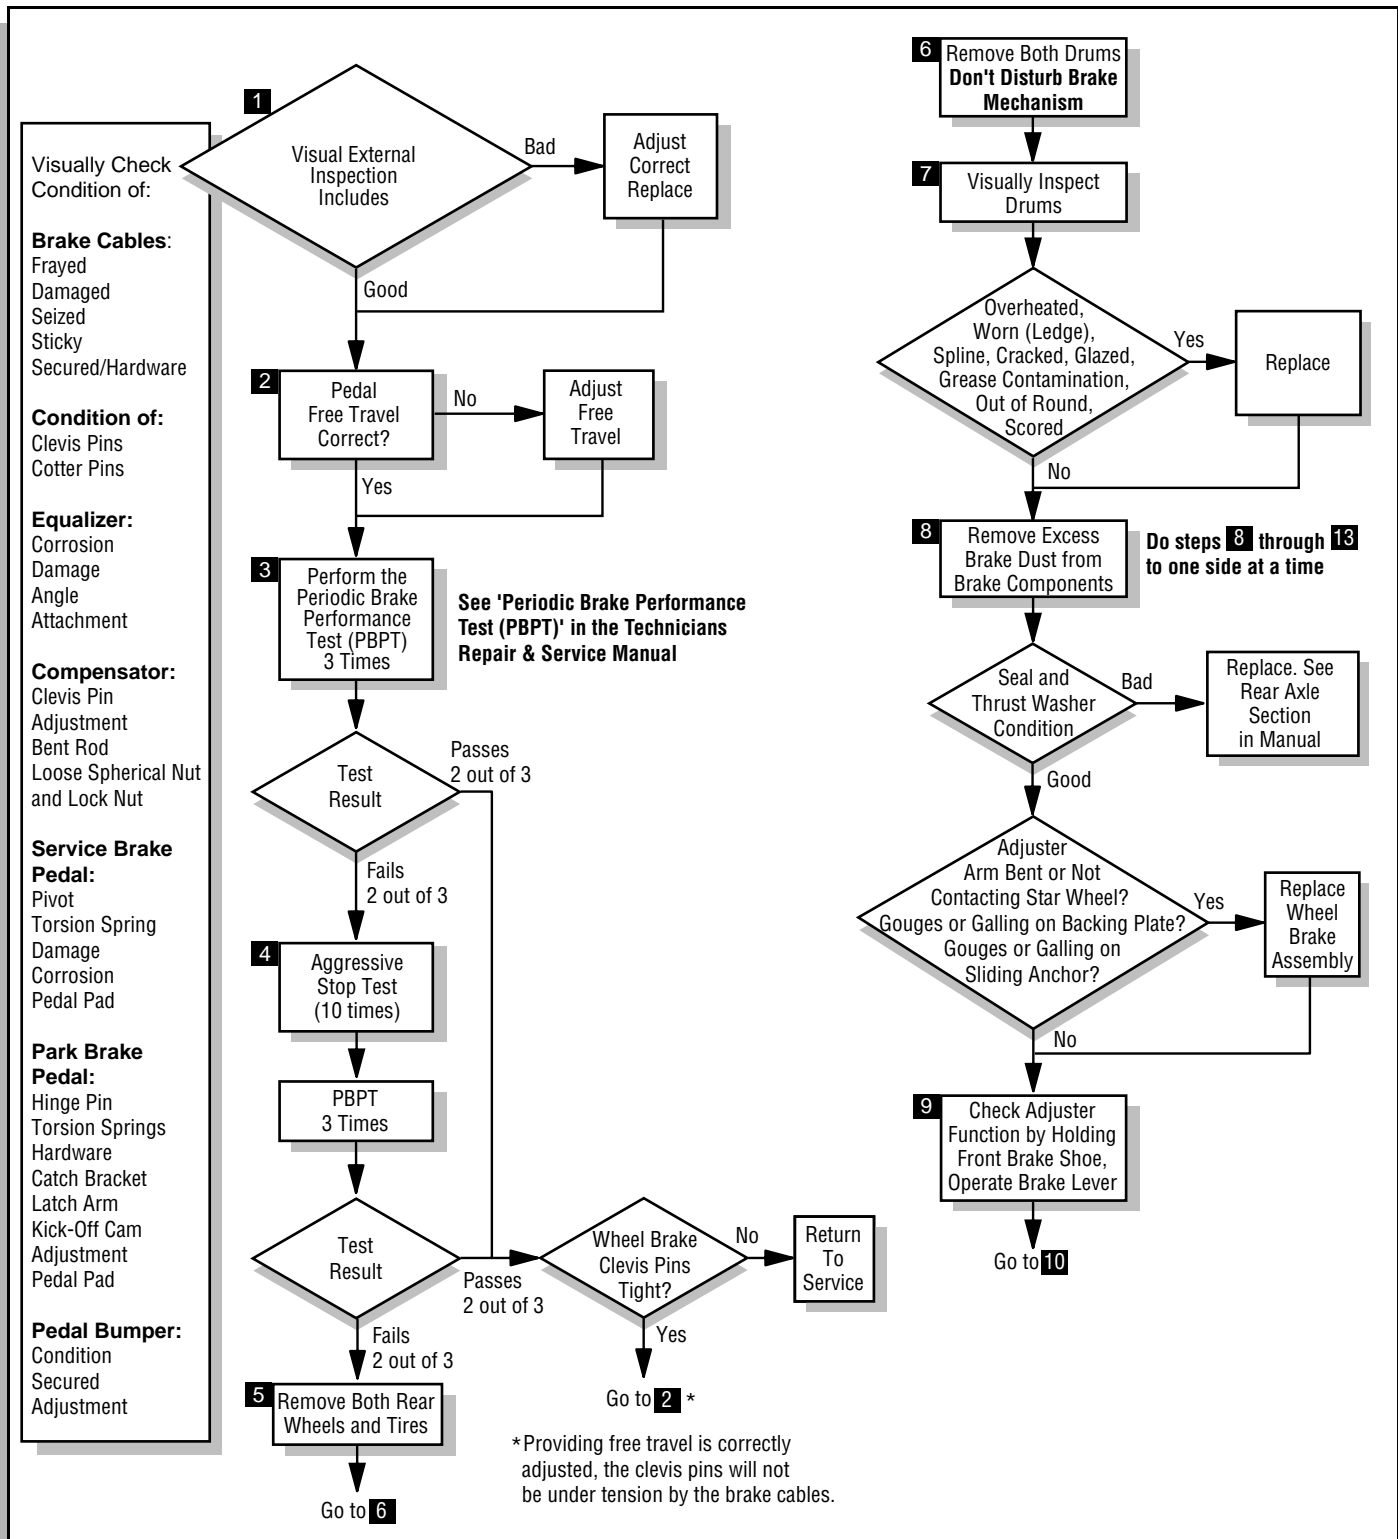 Visually Check
Condition of:
Brake Cables:
Frayed
Damaged
Seized
Sticky
Secured/Hardware
Condition of:
Clevis Pins
Cotter Pins
Equalizer:
Corrosion
Damage
Angle
Attachment
Compensator:
Clevis Pin
Adjustment
Bent Rod
Loose Spherical Nut
and Lock Nut
Service Brake
Pedal:
Pivot
Torsion Spring
Damage
Corrosion
Pedal Pad
Park Brake
Pedal:
Hinge Pin
Torsion Springs
Hardware
Catch Bracket
Latch Arm
Kick-Off Cam
Adjustment
Pedal Pad
Pedal Bumper:
Condition
Secured
Adjustment
1
Visual External
Inspection
Includes
Bad
Adjust
Correct
Replace
Good
2
Pedal
Free Travel
Correct?
No
Adjust
Free
Travel
Yes
3
Perform the
Periodic Brake
Performance
Test (PBPT)
3 Times
See 'Periodic Brake Performance
Test (PBPT)' in the Technicians
Repair & Service Manual
Test
Result
Passes
2 out of 3
Fails
2 out of 3
4
Aggressive
Stop Test
(10 times)
PBPT
3 Times
Test
Result
Passes
2 out of 3
Wheel Brake
Clevis Pins
Tight?
No
Return
To
Service
Yes
Go to 2 *
*Providing free travel is correctly
adjusted, the clevis pins will not
be under tension by the brake cables.
Fails
2 out of 3
5
Remove Both Rear
Wheels and Tires
Go to 6
6
Remove Both Drums
Don't Disturb Brake
Mechanism
7
Visually Inspect
Drums
Overheated,
Worn (Ledge),
Spline, Cracked, Glazed,
Grease Contamination,
Out of Round,
Scored
Yes
Replace
No
8
Remove Excess
Brake Dust from
Brake Components
Do steps 8 through 13
to one side at a time
Seal and
Thrust Washer
Condition
Bad
Replace. See
Rear Axle
Section
in Manual
Good
Adjuster
Arm Bent or Not
Contacting Star Wheel?
Gouges or Galling on Backing Plate?
Gouges or Galling on
Sliding Anchor?
Yes
Replace
Wheel
Brake
Assembly
No
9
Check Adjuster
Function by Holding
Front Brake Shoe,
Operate Brake Lever
Go to 10